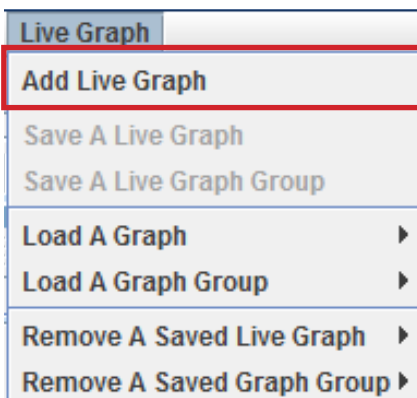 Live Graph
Add Live Graph
Save A Live Graph
Save A Live Graph Group
Load A Graph
Load A Graph Group
Remove A Saved Live Graph
Remove A Saved Graph Group